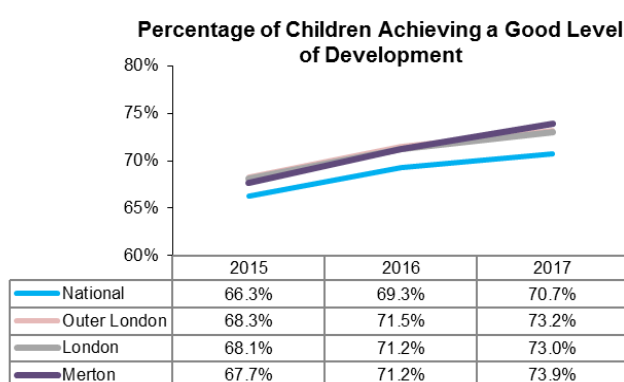 Percentage of Children Achieving a Good Level
of Development
80%
75%
70%
65%
60%
2015 2016 2017
National 66.3% 69.3% 70.7%
Outer London 68.3% 71.5% 73.2%
London 68.1% 71.2% 73.0%
Merton 67.7% 71.2% 73.9%